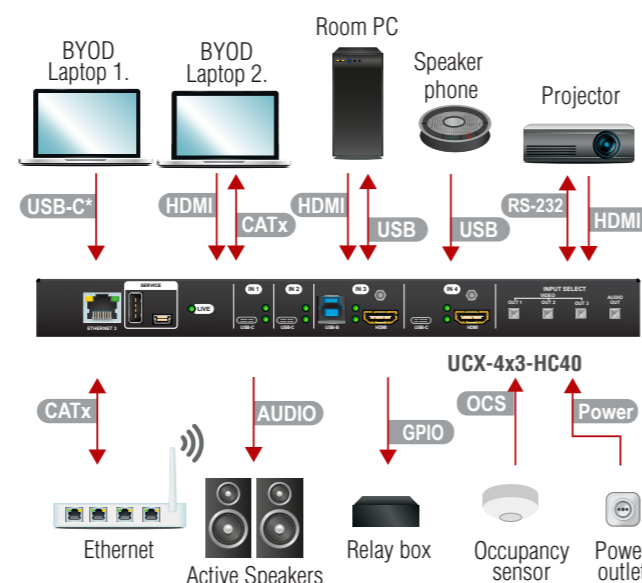 BYOD
Laptop 1.
BYOD
Laptop 2.
Room PC
Speaker
phone
Projector
USB-C*
HDMI
CATx
HDMI
USB
USB
RS-232
HDMI
SERVICE
ETHERNET 3
LIVE
IN 1
USB-C
IN 2
USB-C
IN 3
USB-B
HDMI
IN 4
USB-C
HDMI
INPUT SELECT
VIDEO
OUT 1
OUT 2
OUT 3
AUDIO
OUT
UCX-4x3-HC40
CATx
AUDIO
GPIO
OCS
Power
Ethernet
Active Speakers
Relay box
Occupancy
sensor
Powe
outlet